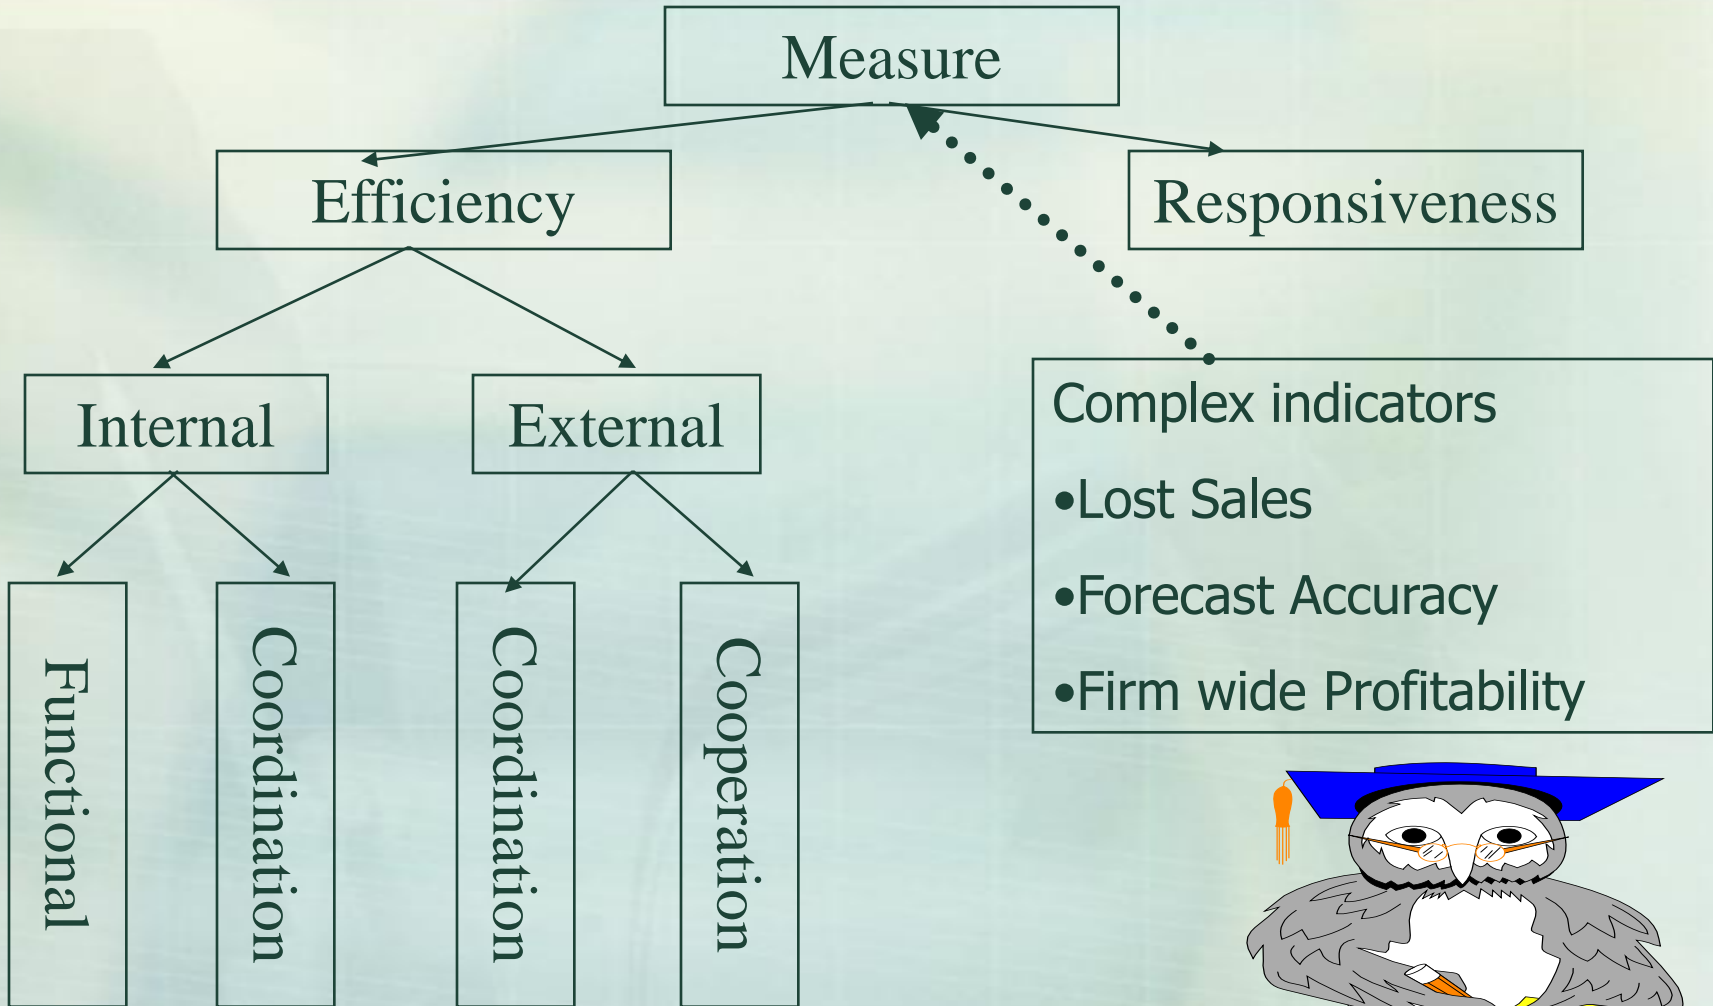 Measure
Efficiency
Responsiveness
Internal
External
Complex indicators
•Lost Sales
•Forecast Accuracy
•Firm wide Profitability
Functional
Coordination
Coordination
Cooperation